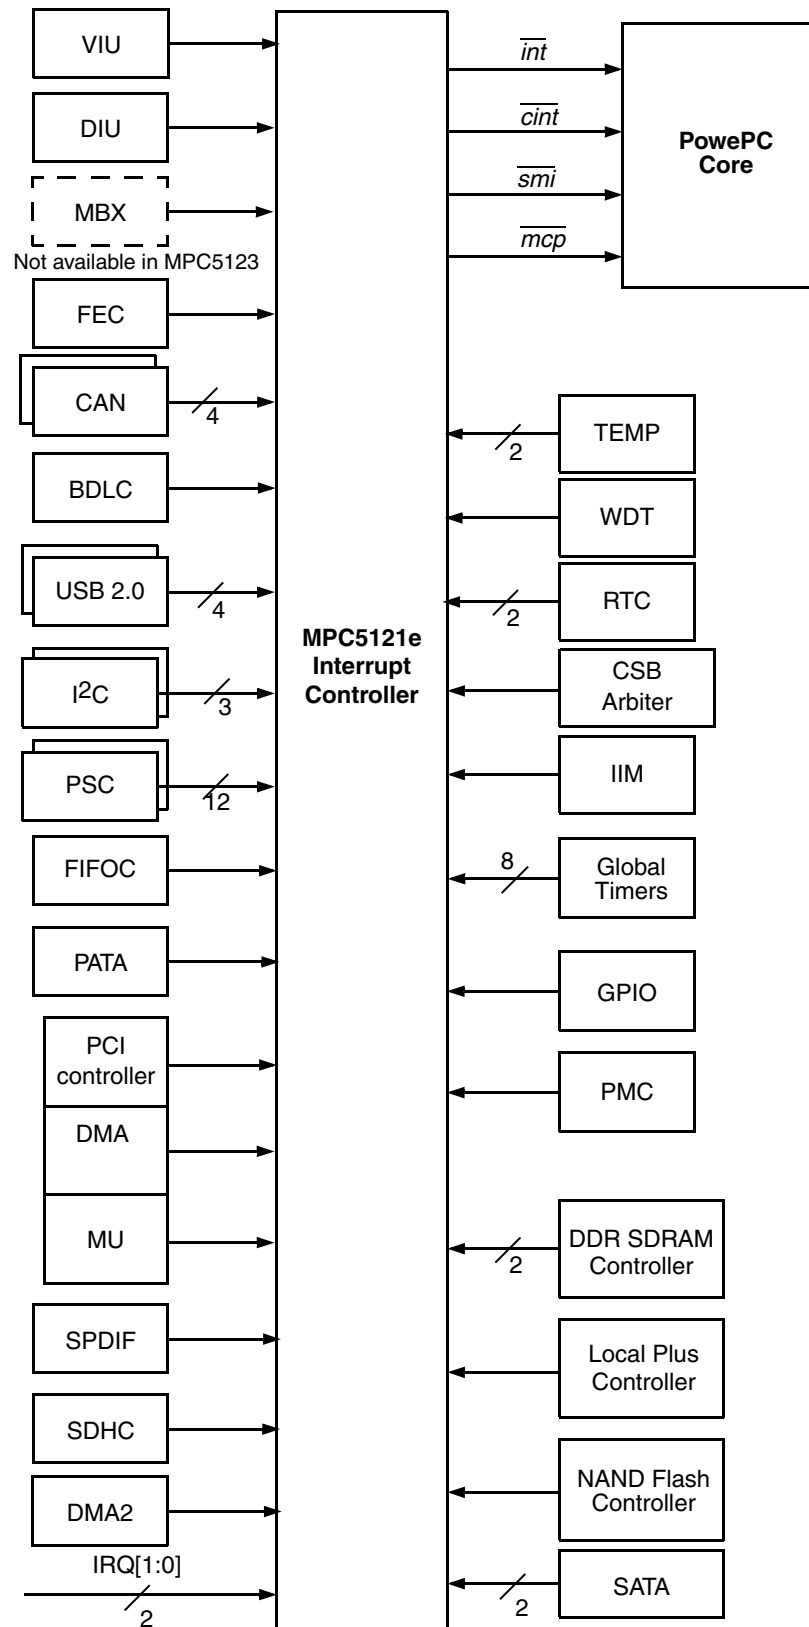 VIU
DIU
MBX
Not available in MPC5123
FEC
CAN
4
BDLC
USB 2.0
4
I2C
3
PSC
12
FIFOC
PATA
PCI
controller
DMA
MU
SPDIF
SDHC
DMA2
IRQ[1:0]
2
MPC5121e
Interrupt
Controller
int
cint
smi
mcp
PowePC
Core
TEMP
2
WDT
RTC
2
CSB
Arbiter
IIM
8
Global
Timers
GPIO
PMC
DDR SDRAM
Controller
2
Local Plus
Controller
NAND Flash
Controller
SATA
2